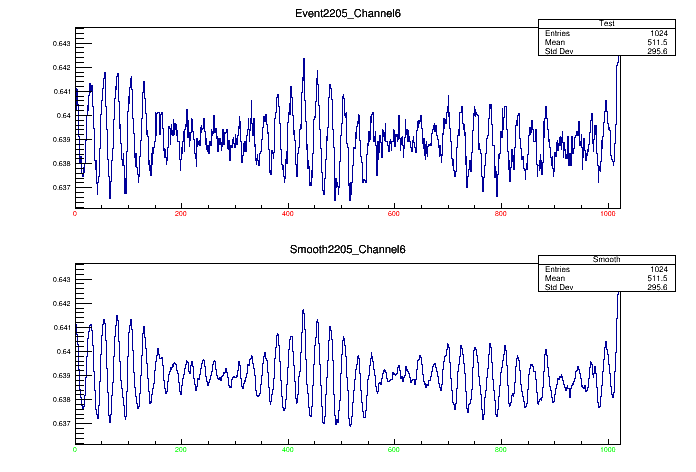 Event2205_Channel6
Test
Entries 1024
Mean 511.5
Std Dev 295.6
0.643
0.642
0.641
0.64
0.639
0.638
0.637
0 200 400 600 800 1000
Smooth2205_Channel6
Smooth
Entries 1024
Mean 511.5
Std Dev 295.6
0.643
0.642
0.641
0.64
0.639
0.638
0.637
0 200 400 600 800 1000